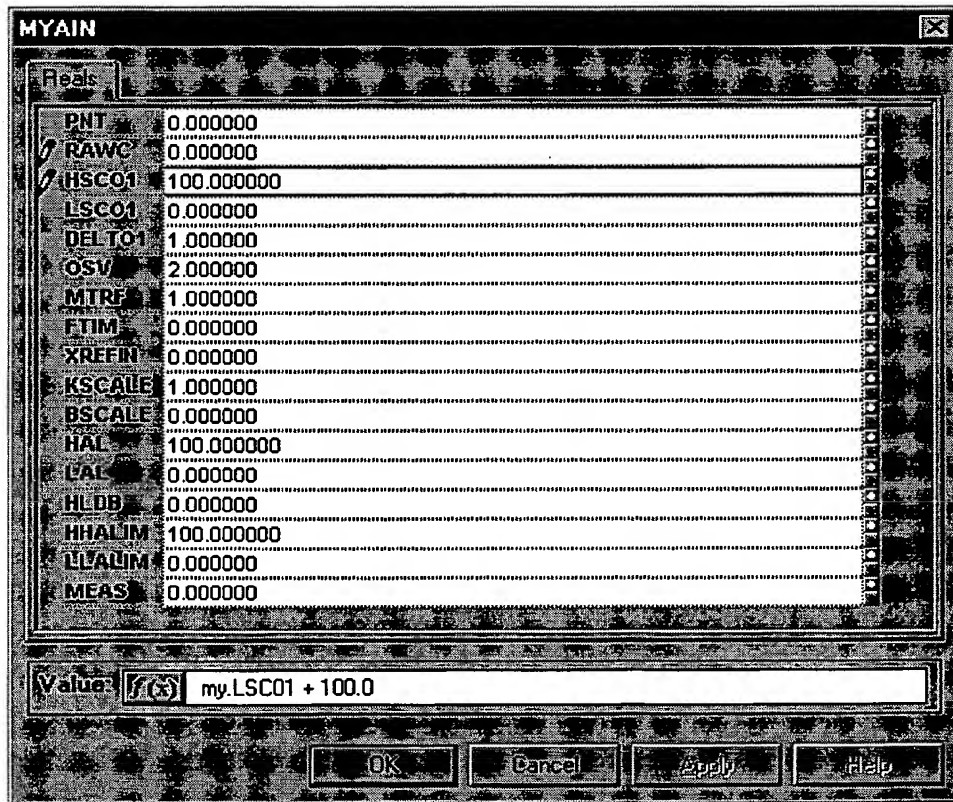 MYAIN
Reals
PNT 0.000000
RAWC 0.000000
HSCO1 100.000000
LSCO1 0.000000
DELTO1 1.000000
OSV 2.000000
MTRF 1.000000
FTIM 0.000000
XREFIN 0.000000
KSCALE 1.000000
BSCALE 0.000000
HAL 100.000000
LAL 0.000000
HLDB 0.000000
HHALIM 100.000000
LLALIM 0.000000
MEAS 0.000000
Value: f(x) my.LSCO1 + 100.0
OK Cancel Apply Help